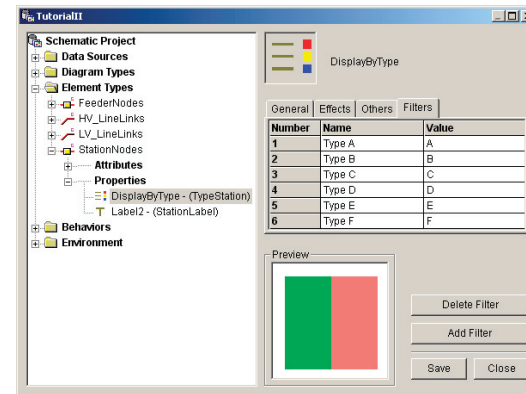 TutorialII
Schematic Project
Data Sources
Diagram Types
Element Types
FeederNodes
HV_LineLinks
LV_LineLinks
StationNodes
Attributes
Properties
DisplayByType - (TypeStation)
Label2 - (StationLabel)
Behaviors
Environment
DisplayByType
General Effects Others Filters
Number Name Value
1 Type A A
2 Type B B
3 Type C C
4 Type D D
5 Type E E
6 Type F F
Preview
Delete Filter
Add Filter
Save Close